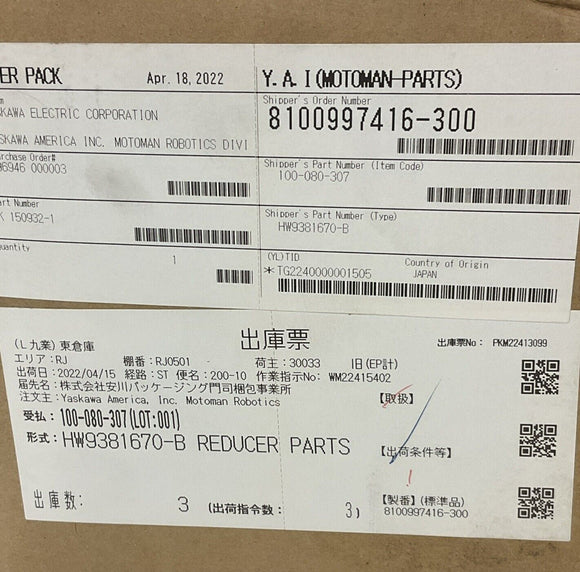 ER PACK
Apr. 18, 2022
Y. A. I (MOTOMAN-PARTS)
SKAWA ELECTRIC CORPORATION
Shipper's Order Number
8100997416-300
SKAWA AMERICA INC. MOTOMAN ROBOTICS DIVI
urchase Order#
6946 000003
Shipper's Part Number (Item Code)
100-080-307
art Number
K 150932-1
Shipper's Part Number (Type)
HW9381670-B
uantity
1
(YL)TID
*TG2240000001505
Country of Origin
JAPAN
(L九業) 東倉庫
出庫票
出庫票No: PKM22413099
エリア: RJ 棚番: RJ0501 - 荷主: 30033 IB(EP計)
出荷日: 2022/04/15 経路: ST 便名: 200-10 作業指示No: WM22415402
届先名: 株式会社安川パッケージング門司梱包事業所
注文主: Yaskawa America, Inc. Motoman Robotics
【取扱】
受払: 100-080-307(LOT:001)
形式: HW9381670-B REDUCER PARTS
【出荷条件等】
出庫数: 3 (出荷指令数: 3)
【製番】(標準品)
8100997416-300